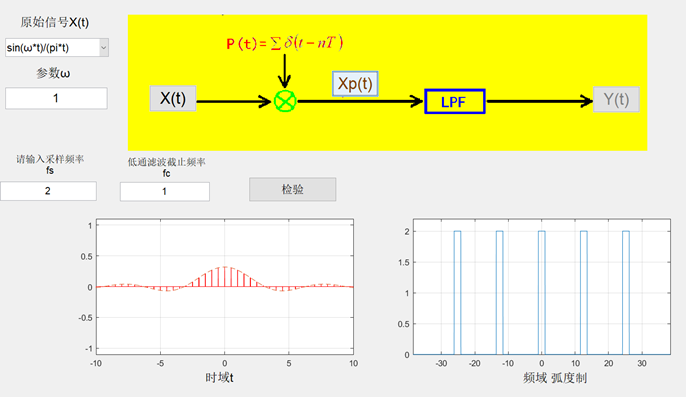 原始信号X(t)
sin(ω*t)/(pi*t)
参数ω
1
P(t)=∑δ(t-nT)
X(t)
Xp(t)
LPF
Y(t)
请输入采样频率
fs
2
低通滤波截止频率
fc
1
检验
1
0.5
0
-0.5
-1
-10
-5
0
5
10
时域t
2
1.5
1
0.5
0
-30
-20
-10
0
10
20
30
频域 弧度制